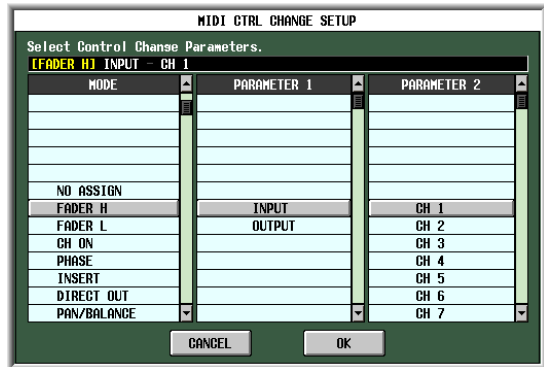 MIDI CTRL CHANGE SETUP
Select Control Change Parameters.
[FADER H] INPUT - CH 1
MODE PARAMETER 1 PARAMETER 2
NO ASSIGN
FADER H INPUT CH 1
FADER L OUTPUT CH 2
CH ON CH 3
PHASE CH 4
INSERT CH 5
DIRECT OUT CH 6
PAN/BALANCE CH 7
CANCEL OK